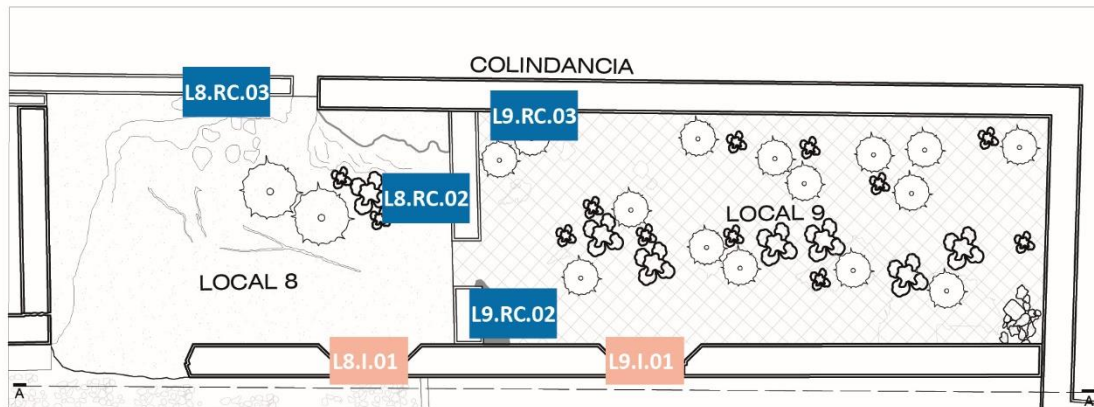 COLINDANCIA
L8.RC.03
L9.RC.03
L8.RC.02
LOCAL 9
LOCAL 8
L9.RC.02
L8.I.01
L9.I.01
A
A